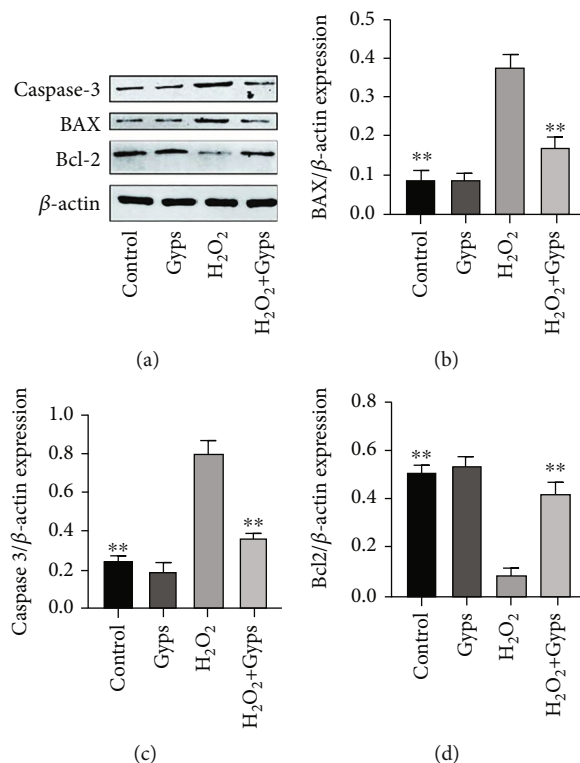 Caspase-3
BAX
Bcl-2
β-actin
Control
Gyps
H₂O₂
H₂O₂+Gyps
(a)
BAX/β-actin expression
0.5
0.4
0.3
0.2
0.1
0.0
**
**
Control
Gyps
H₂O₂
H₂O₂+Gyps
(b)
Caspase 3/β-actin expression
1.0
0.8
0.6
0.4
0.2
0.0
**
**
Control
Gyps
H₂O₂
H₂O₂+Gyps
(c)
Bcl2/β-actin expression
0.8
0.6
0.4
0.2
0.0
**
**
Control
Gyps
H₂O₂
H₂O₂+Gyps
(d)